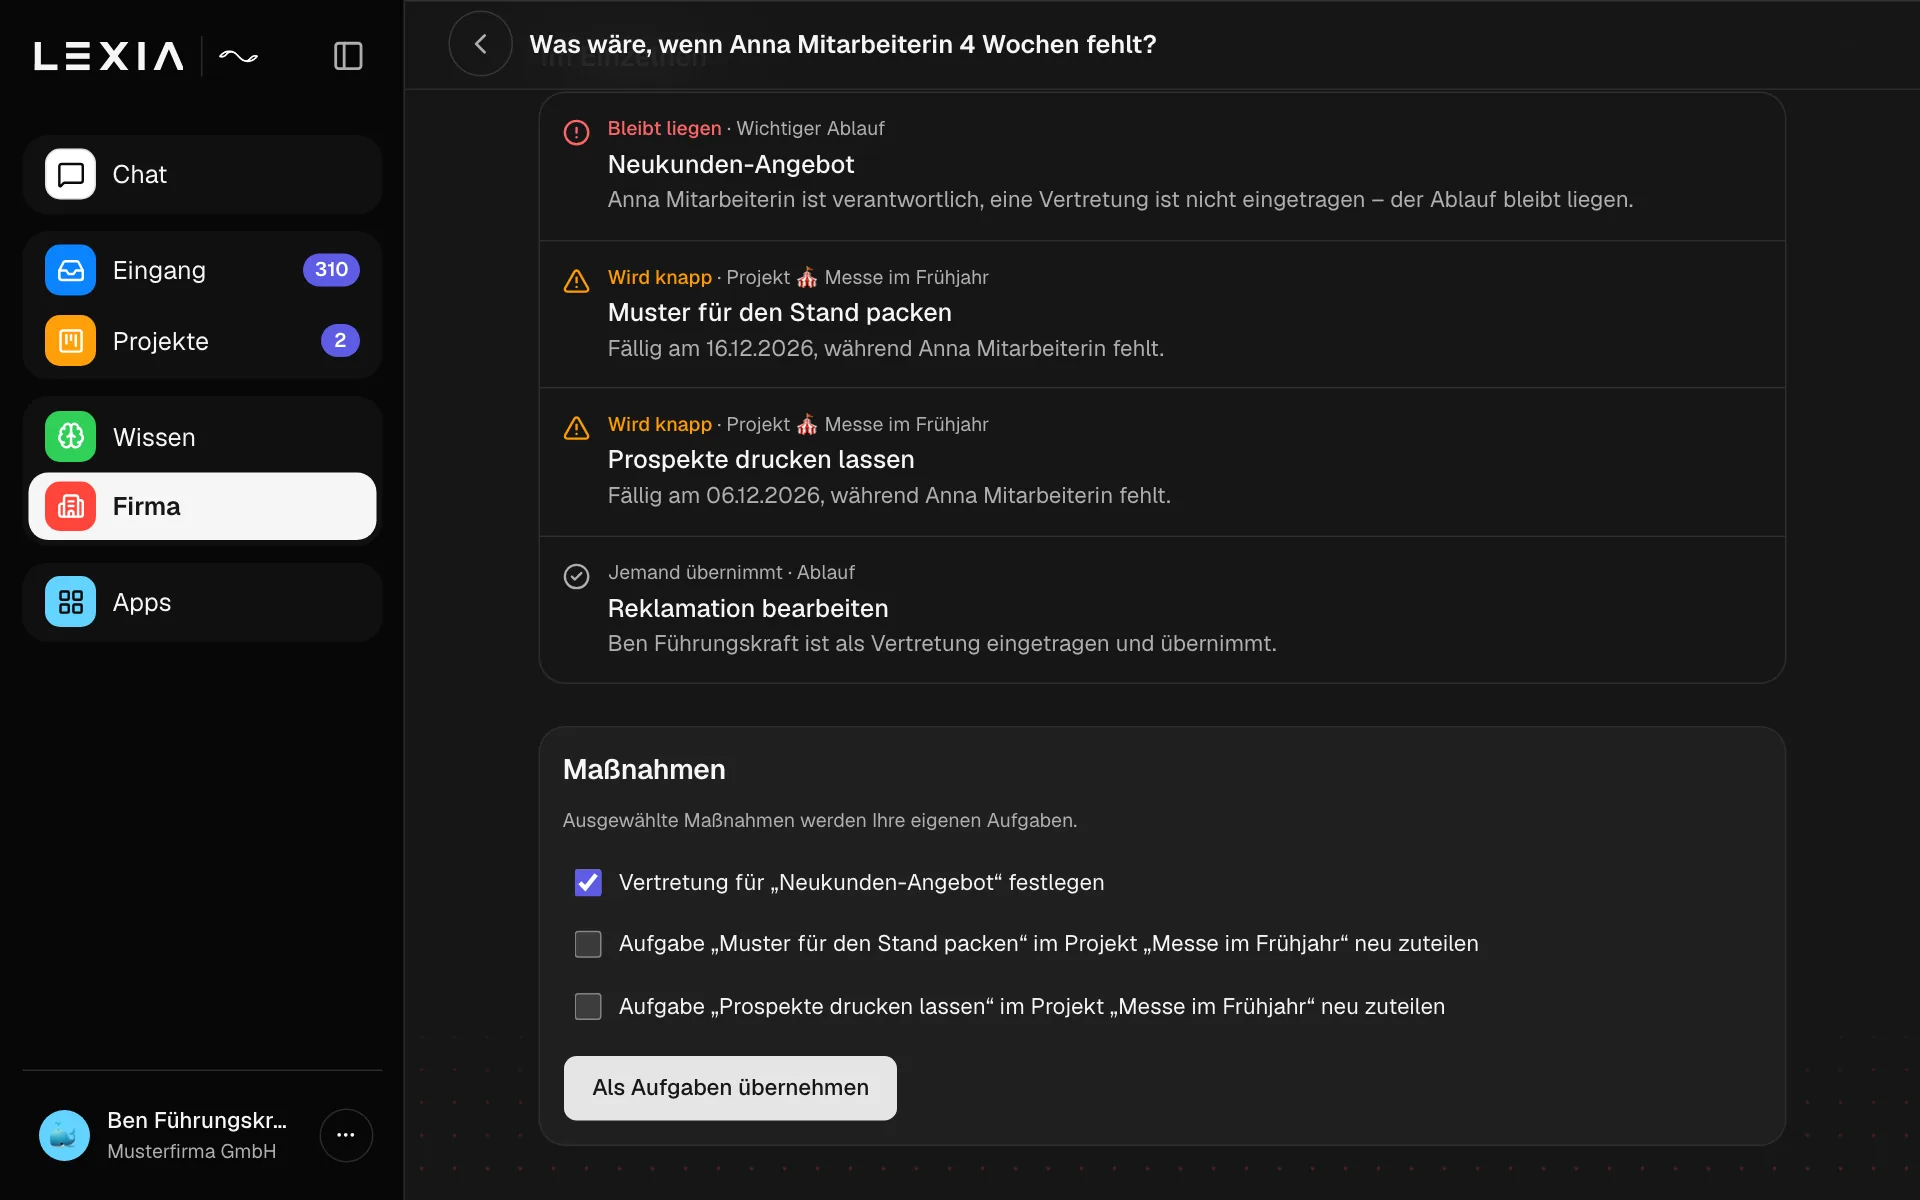 LEXIA
Was wäre, wenn Anna Mitarbeiterin 4 Wochen fehlt?
Im Einzelnen
Chat
Eingang
310
Projekte
2
Wissen
Firma
Apps
Bleibt liegen · Wichtiger Ablauf
Neukunden-Angebot
Anna Mitarbeiterin ist verantwortlich, eine Vertretung ist nicht eingetragen – der Ablauf bleibt liegen.
Wird knapp · Projekt 🎪 Messe im Frühjahr
Muster für den Stand packen
Fällig am 16.12.2026, während Anna Mitarbeiterin fehlt.
Wird knapp · Projekt 🎪 Messe im Frühjahr
Prospekte drucken lassen
Fällig am 06.12.2026, während Anna Mitarbeiterin fehlt.
Jemand übernimmt · Ablauf
Reklamation bearbeiten
Ben Führungskraft ist als Vertretung eingetragen und übernimmt.
Maßnahmen
Ausgewählte Maßnahmen werden Ihre eigenen Aufgaben.
Vertretung für „Neukunden-Angebot“ festlegen
Aufgabe „Muster für den Stand packen“ im Projekt „Messe im Frühjahr“ neu zuteilen
Aufgabe „Prospekte drucken lassen“ im Projekt „Messe im Frühjahr“ neu zuteilen
Als Aufgaben übernehmen
Ben Führungskr...
Musterfirma GmbH